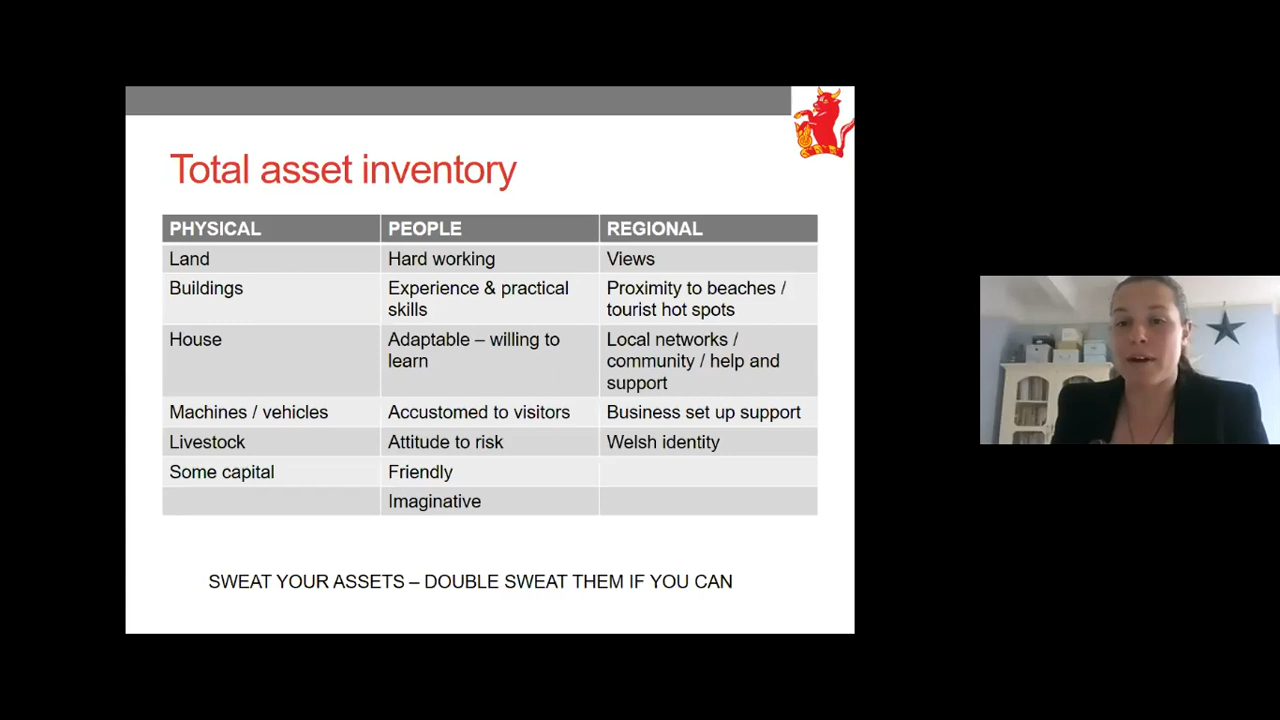 Total asset inventory
PHYSICAL PEOPLE REGIONAL
Land Hard working Views
Buildings Experience & practical Proximity to beaches /
skills tourist hot spots
House Adaptable – willing to Local networks /
learn community / help and
support
Machines / vehicles Accustomed to visitors Business set up support
Livestock Attitude to risk Welsh identity
Some capital Friendly
Imaginative
SWEAT YOUR ASSETS – DOUBLE SWEAT THEM IF YOU CAN